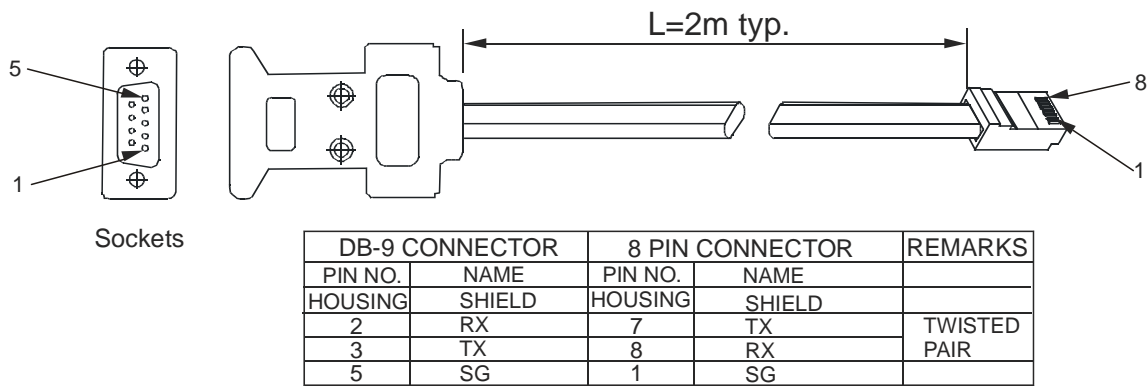 L=2m typ.
5
8
1
1
Sockets
DB-9 CONNECTOR 8 PIN CONNECTOR REMARKS
PIN NO. NAME PIN NO. NAME
HOUSING SHIELD HOUSING SHIELD
2 RX 7 TX TWISTED
3 TX 8 RX PAIR
5 SG 1 SG